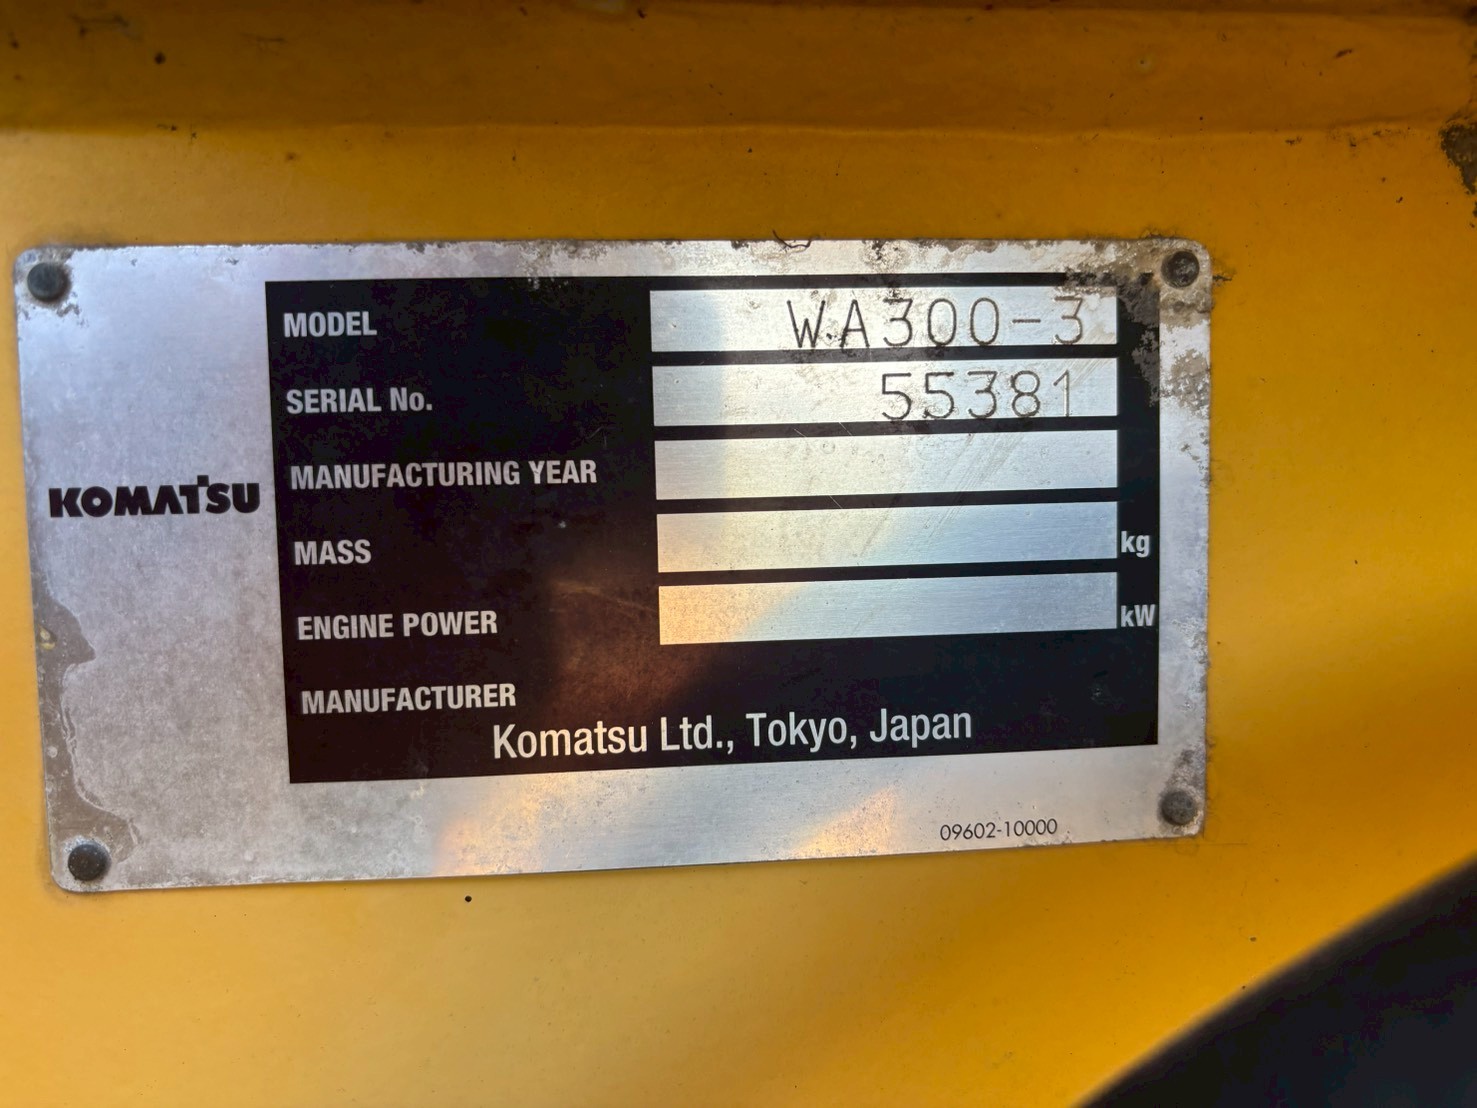 KOMATSU
MODEL WA300-3
SERIAL No. 55381
MANUFACTURING YEAR
MASS kg
ENGINE POWER kW
MANUFACTURER
Komatsu Ltd., Tokyo, Japan
09602-10000